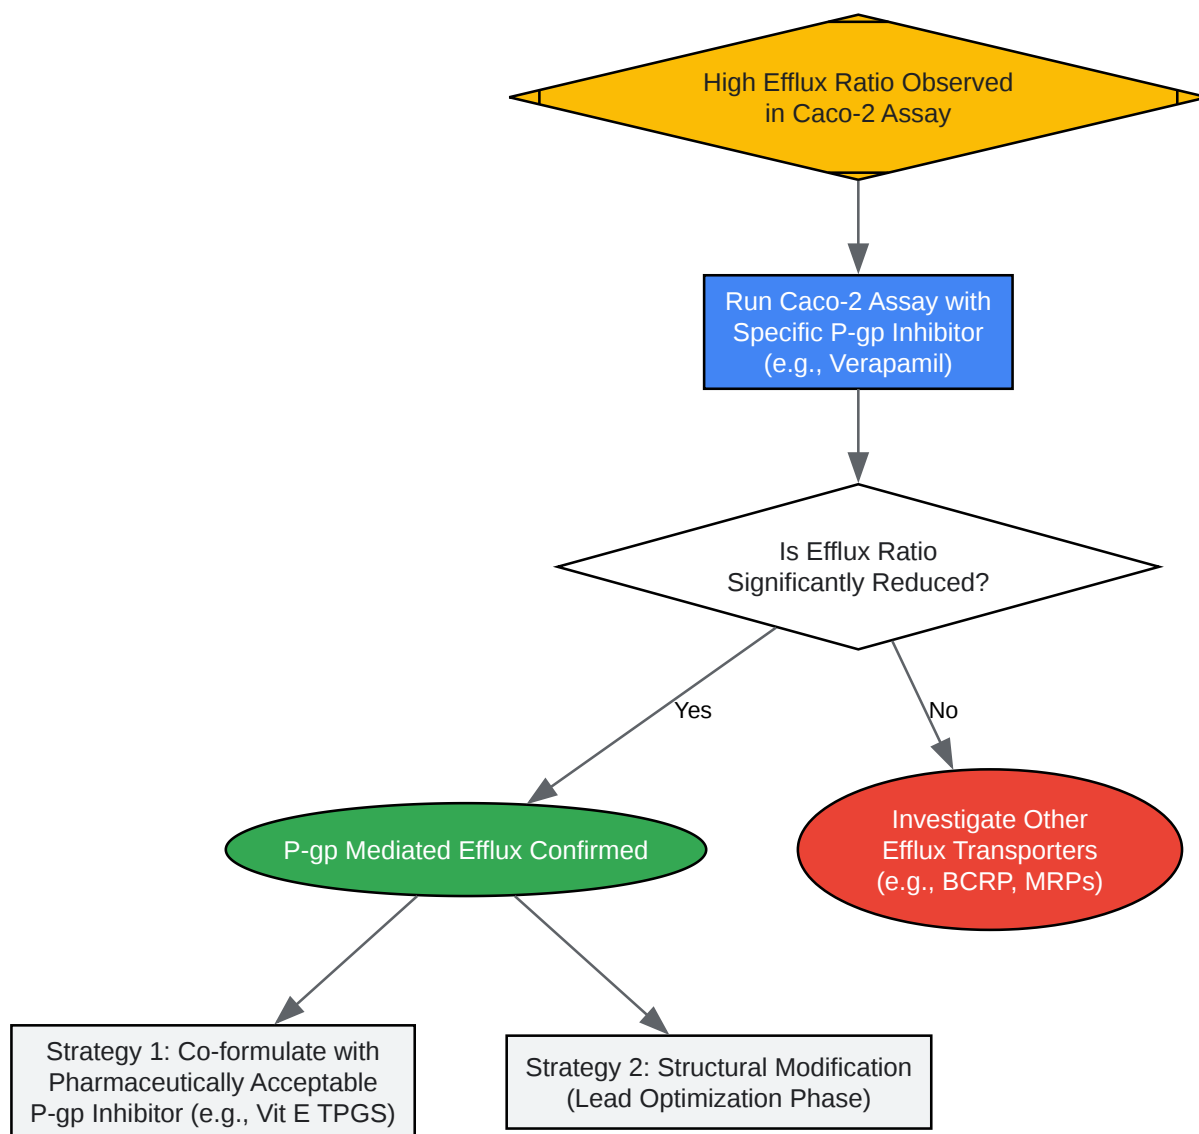 High Efflux Ratio Observed
in Caco-2 Assay
Run Caco-2 Assay with
Specific P-gp Inhibitor
(e.g., Verapamil)
Is Efflux Ratio
Significantly Reduced?
Yes
No
P-gp Mediated Efflux Confirmed
Investigate Other
Efflux Transporters
(e.g., BCRP, MRPs)
Strategy 1: Co-formulate with
Pharmaceutically Acceptable
P-gp Inhibitor (e.g., Vit E TPGS)
Strategy 2: Structural Modification
(Lead Optimization Phase)